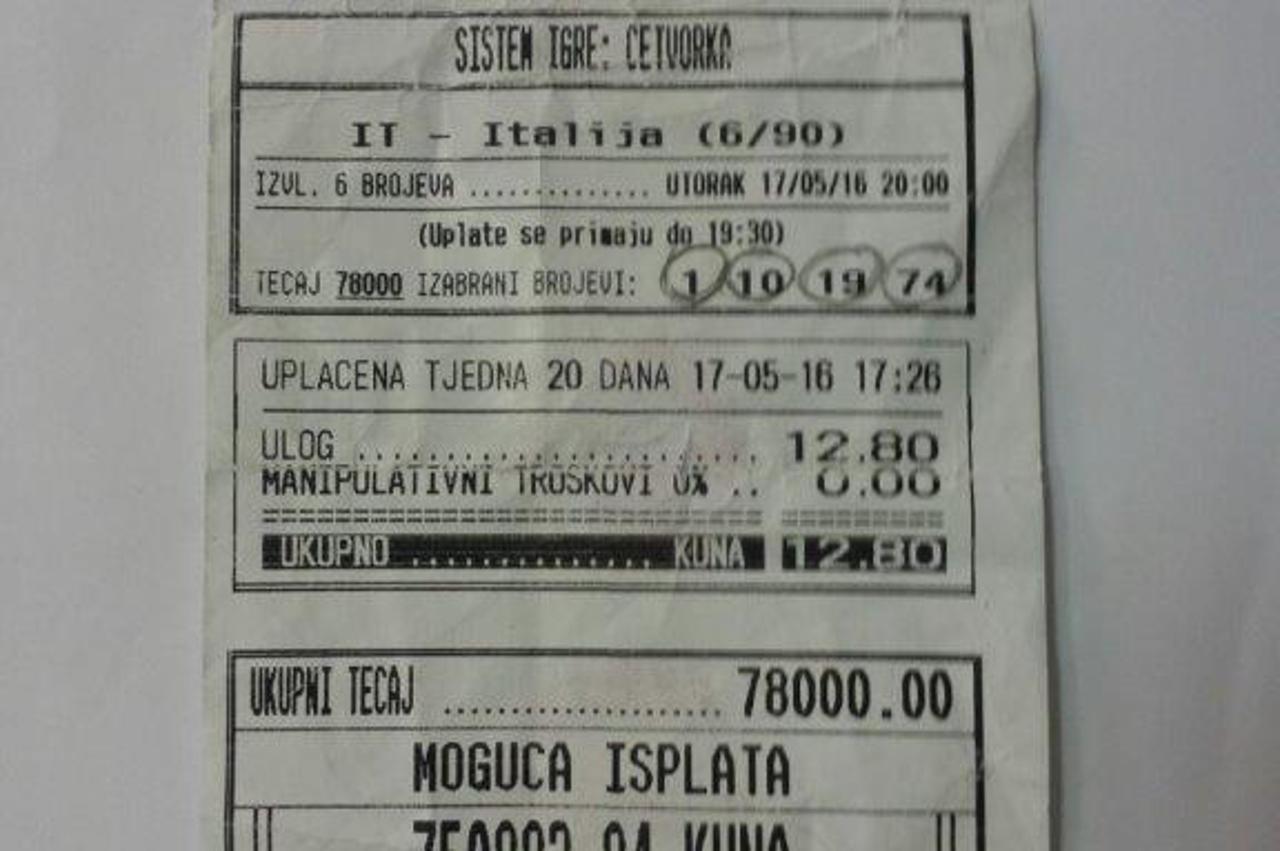 SISTEM IGRE: CETVORKA
IT - Italija (6/90)
IZVL. 6 BROJEVA .............. UTORAK 17/05/16 20:00
(Uplate se primaju do 19:30)
TECAJ 78000 IZABRANI BROJEVI: 1 10 19 74
UPLACENA TJEDNA 20 DANA 17-05-16 17:26
ULOG ........................ 12.80
MANIPULATIVNI TROSKOVI 0% .. 0.00
UKUPNO .............. KUNA 12.80
UKUPNI TECAJ ..................... 78000.00
MOGUCA ISPLATA
KUNA